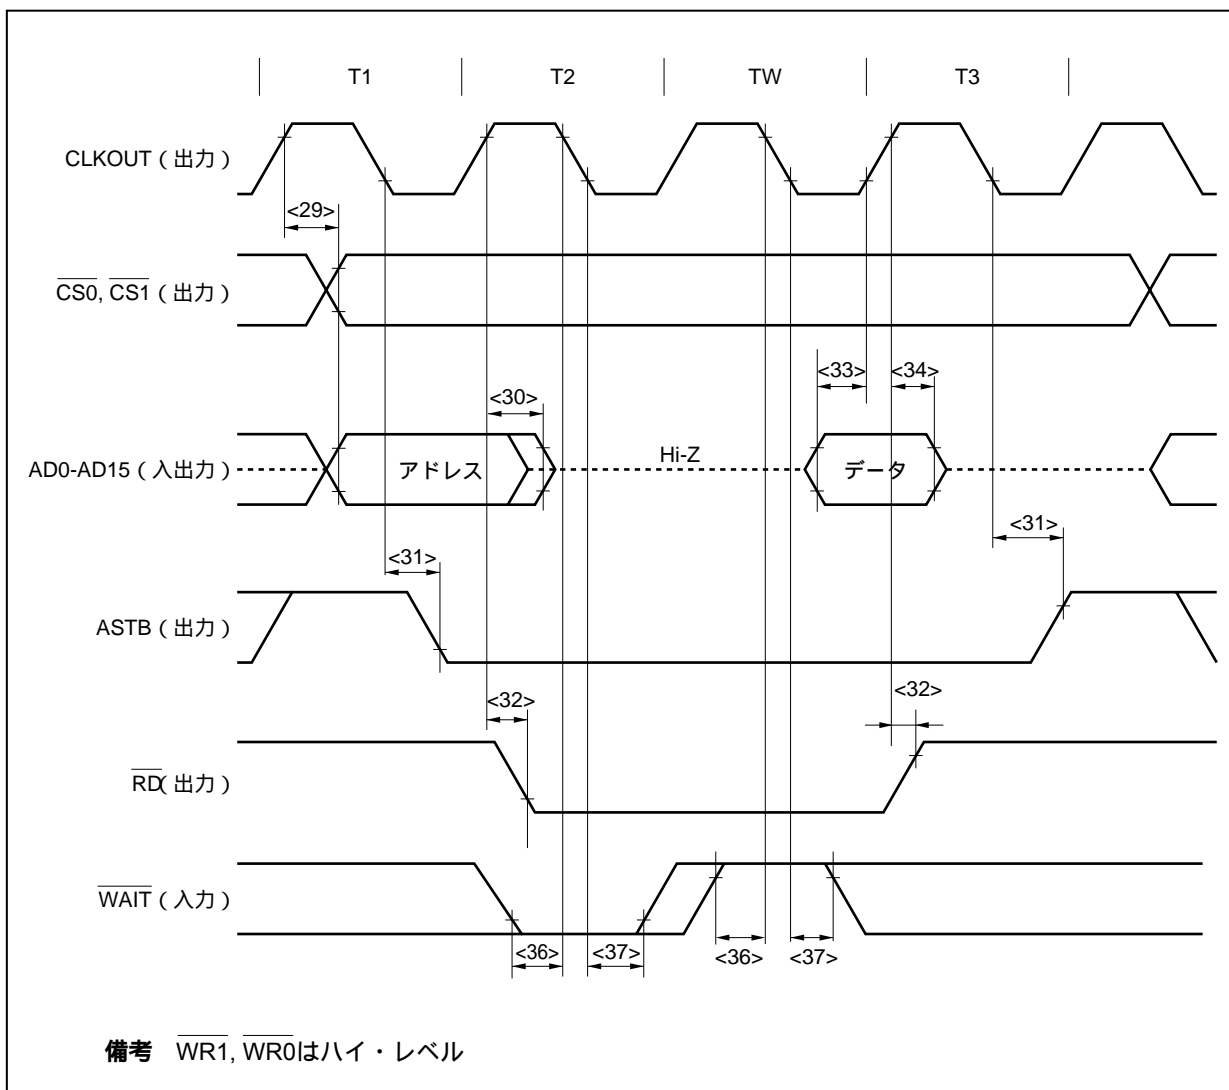 T1 T2 TW T3
CLKOUT（出力）
<29>
CS0, CS1（出力）
<33> <34>
<30>
AD0-AD15（入出力） アドレス Hi-Z データ
<31>
<31>
ASTB（出力）
<32>
<32>
RD（出力）
WAIT（入力）
<36> <37> <36> <37>
備考 WR1, WR0はハイ・レベル